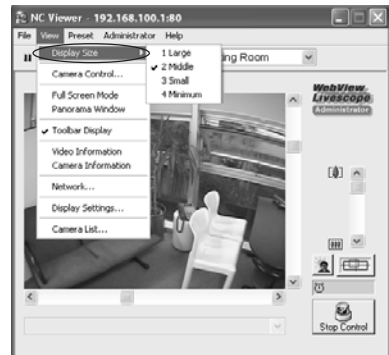 NC Viewer - 192.168.100.1:80
File View Preset Administrator Help
Display Size
1 Large
2 Middle
3 Small
4 Minimum
ng Room
Camera Control...
Full Screen Mode
Panorama Window
Toolbar Display
Video Information
Camera Information
Network...
Display Settings...
Camera List...
WebView
Livescope
Administrator
Stop Control